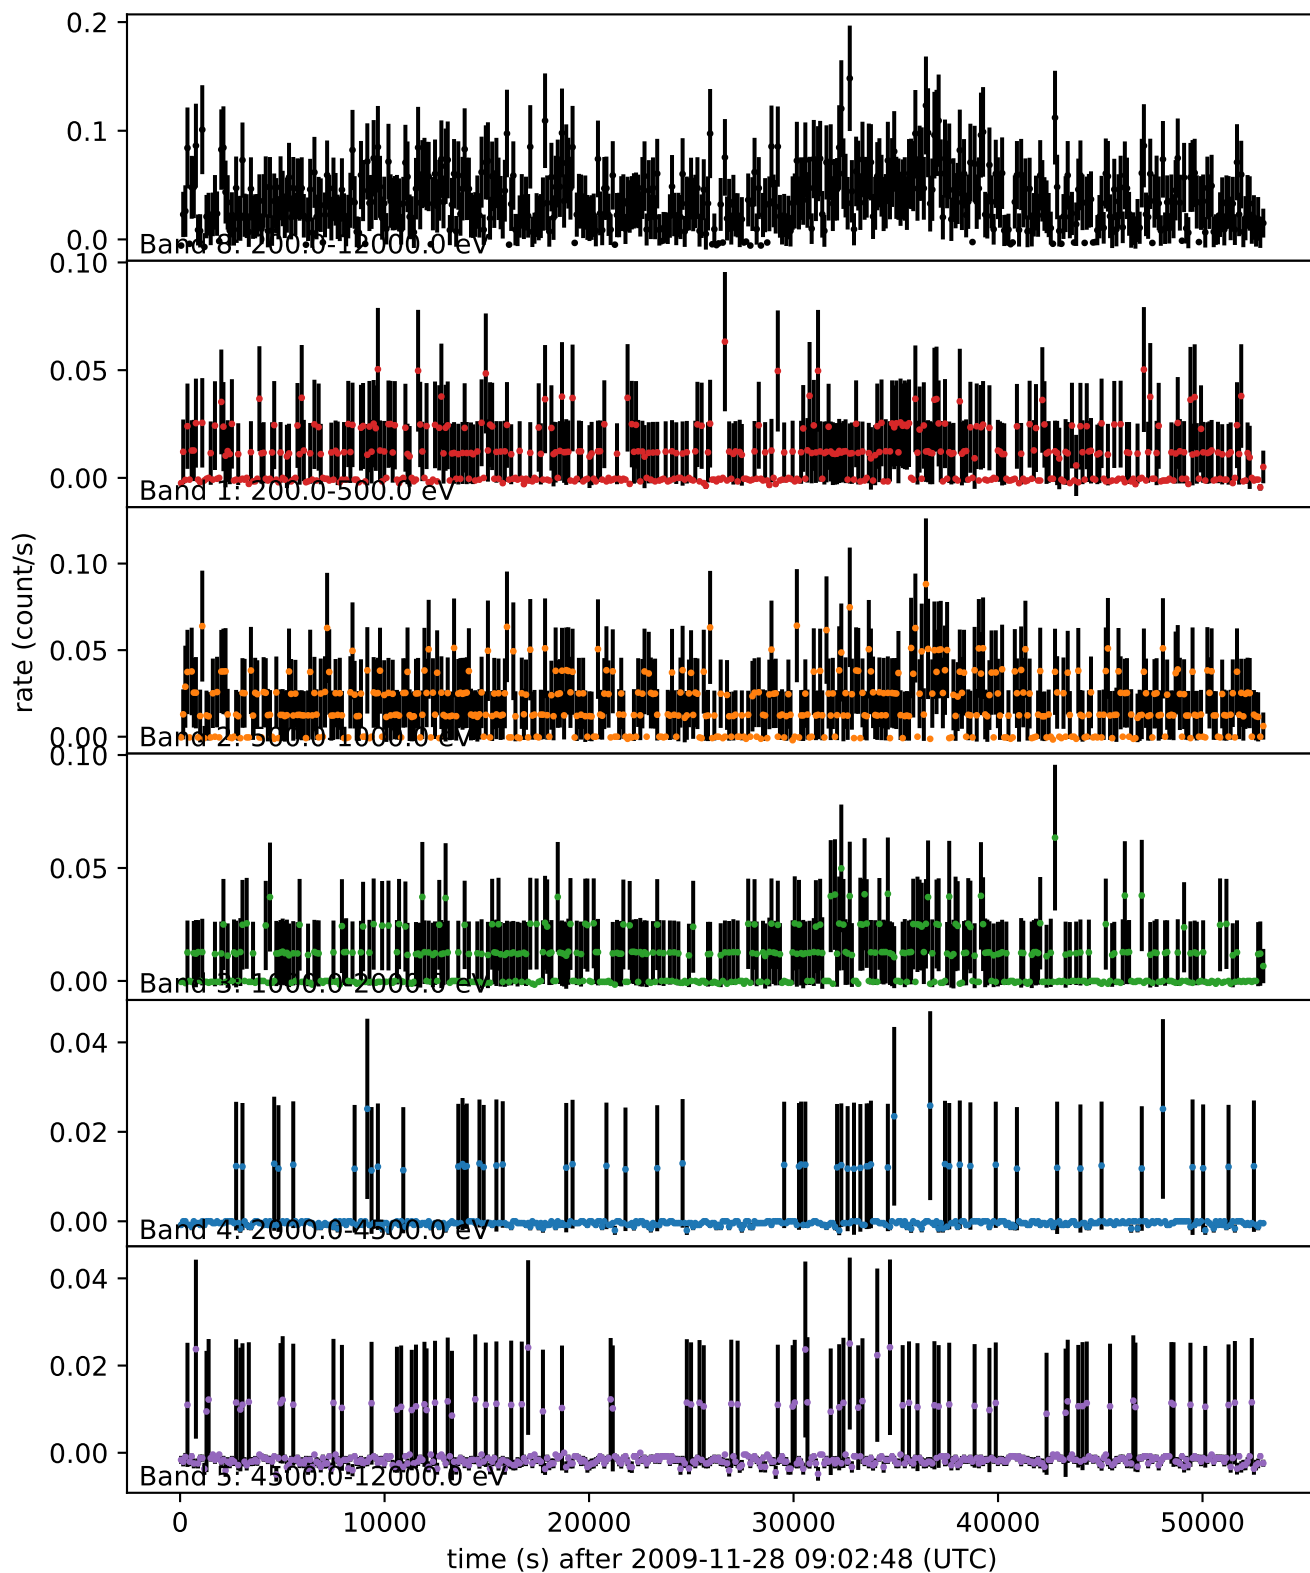 0.2
0.1
0.0
Band 8: 200.0-12000.0 eV
0.10
0.05
0.00
Band 1: 200.0-500.0 eV
0.10
0.05
0.00
Band 2: 500.0-1000.0 eV
rate (count/s)
0.10
0.05
0.00
Band 3: 1000.0-2000.0 eV
0.04
0.02
0.00
Band 4: 2000.0-4500.0 eV
0.04
0.02
0.00
Band 5: 4500.0-12000.0 eV
0 10000 20000 30000 40000 50000
time (s) after 2009-11-28 09:02:48 (UTC)